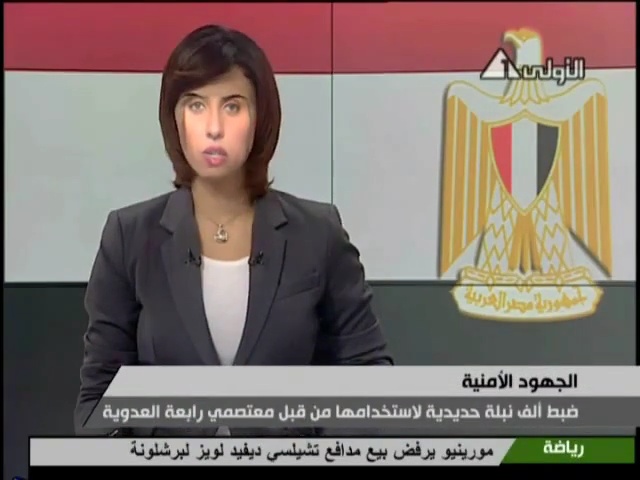 الأولى
جمهورية مصر العربية
الجهود الأمنية
ضبط ألف نبلة حديدية لاستخدامها من قبل معتصمي رابعة العدوية
رياضة
مورينيو يرفض بيع مدافع تشيلسي ديفيد لويز لبرشلونة